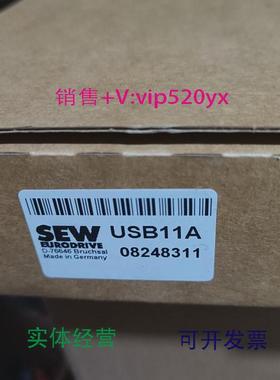 销售+V:vip520yx
SEW USB11A
EURODRIVE
D-76646 Bruchsal
Made in Germany 08248311
实体经营 可开发票